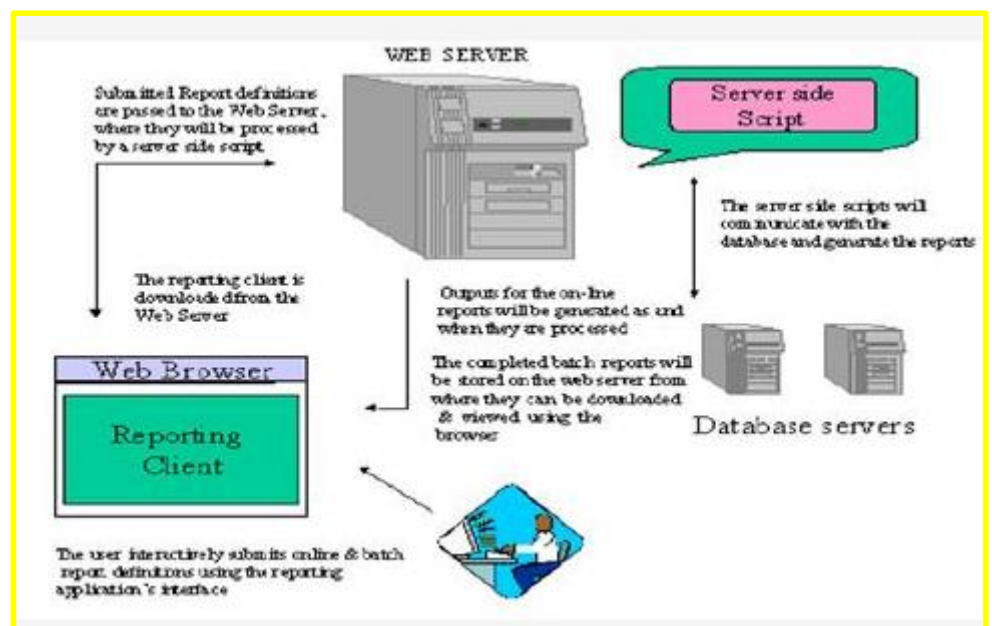 WEB SERVER
Submitted Report definitions
are passed to the Web Server,
where they will be processed
by a server side script
Server side
Script
The server side scripts will
communicate with the
database and generate the reports
The reporting client is
downloaded dfrom the
Web Server
Outputs for the on-line
reports will be generated as and
when they are processed
The completed batch reports will
be stored on the web server from
where they can be downloaded
& viewed using the
browser
Web Browser
Reporting
Client
Database servers
The user interactively submits online & batch
report definitions using the reporting
application's interface